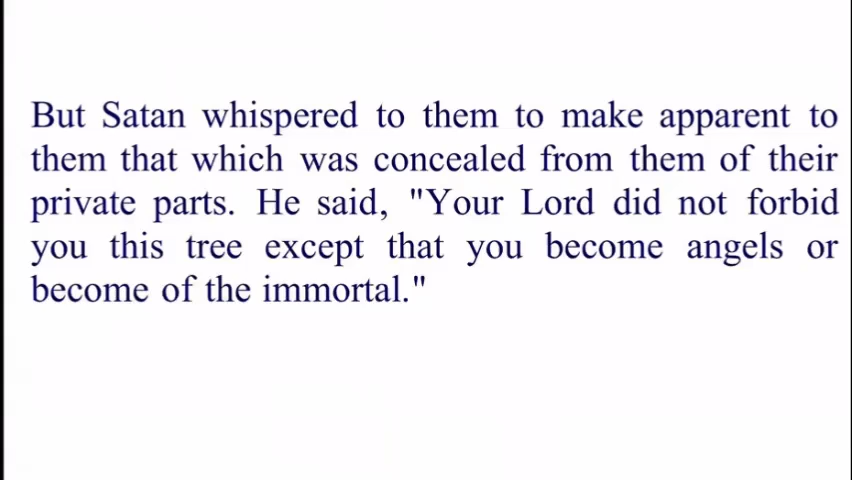 But Satan whispered to them to make apparent to
them that which was concealed from them of their
private parts. He said, "Your Lord did not forbid
you this tree except that you become angels or
become of the immortal."